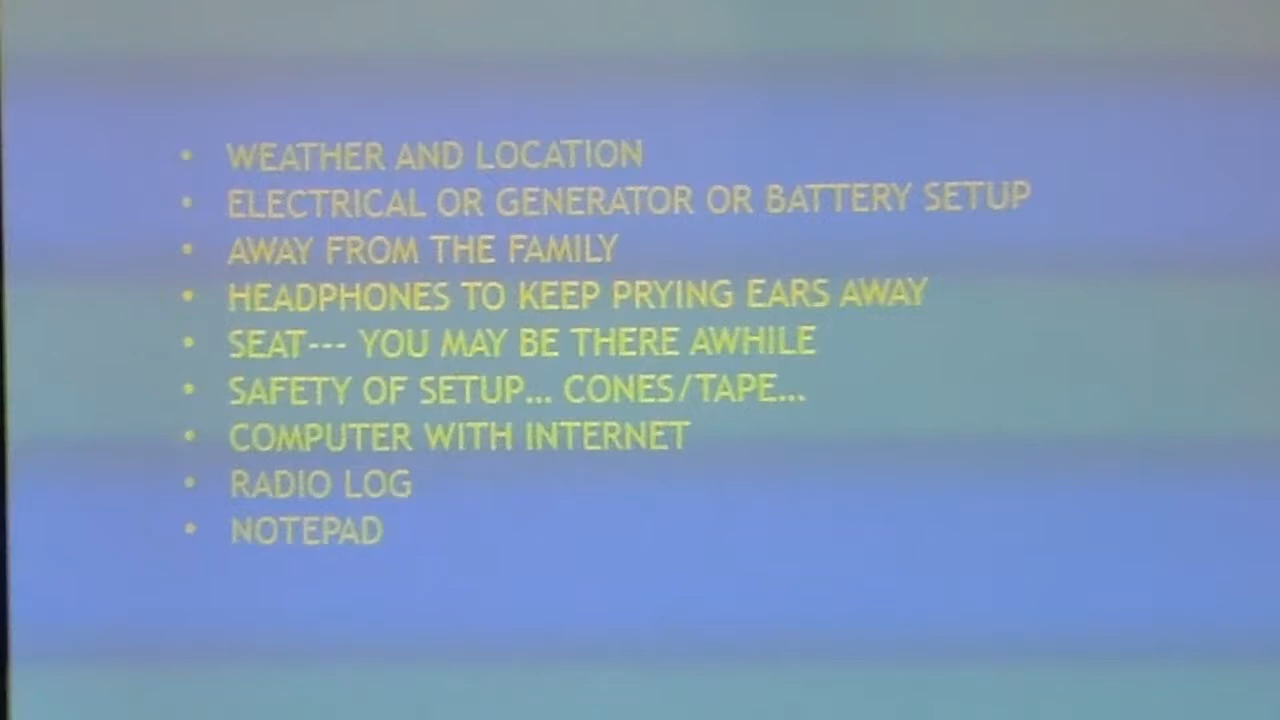 • WEATHER AND LOCATION
• ELECTRICAL OR GENERATOR OR BATTERY SETUP
• AWAY FROM THE FAMILY
• HEADPHONES TO KEEP PRYING EARS AWAY
• SEAT--- YOU MAY BE THERE AWHILE
• SAFETY OF SETUP... CONES/TAPE...
• COMPUTER WITH INTERNET
• RADIO LOG
• NOTEPAD